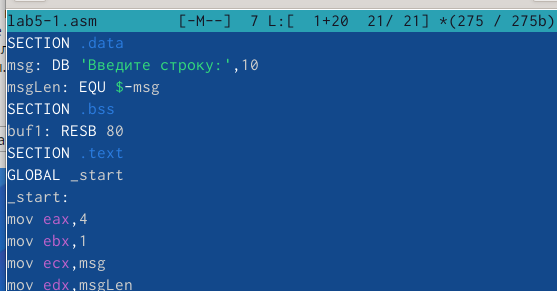 lab5-1.asm [-M--] 7 L:[ 1+20 21/ 21] *(275 / 275b)
SECTION .data
msg: DB 'Введите строку:',10
msgLen: EQU $-msg
SECTION .bss
buf1: RESB 80
SECTION .text
GLOBAL _start
_start:
mov eax,4
mov ebx,1
mov ecx,msg
mov edx,msgLen